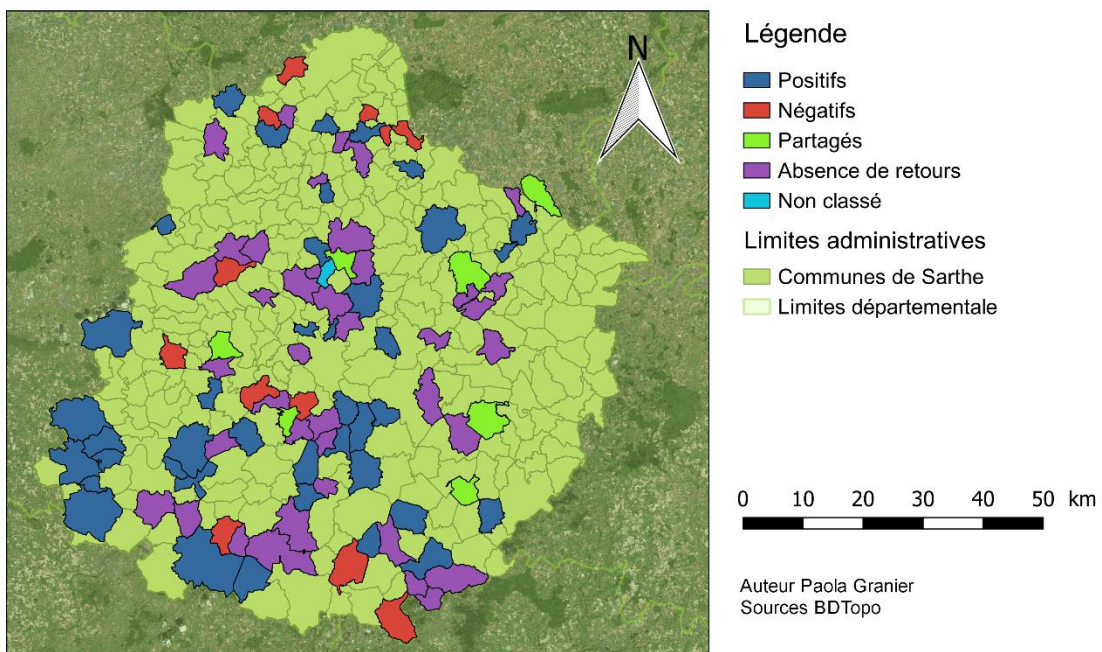 Légende
N
Positifs
Négatifs
Partagés
Absence de retours
Non classé
Limites administratives
Communes de Sarthe
Limites départementale
0 10 20 30 40 50 km
Auteur Paola Granier
Sources BDTopo